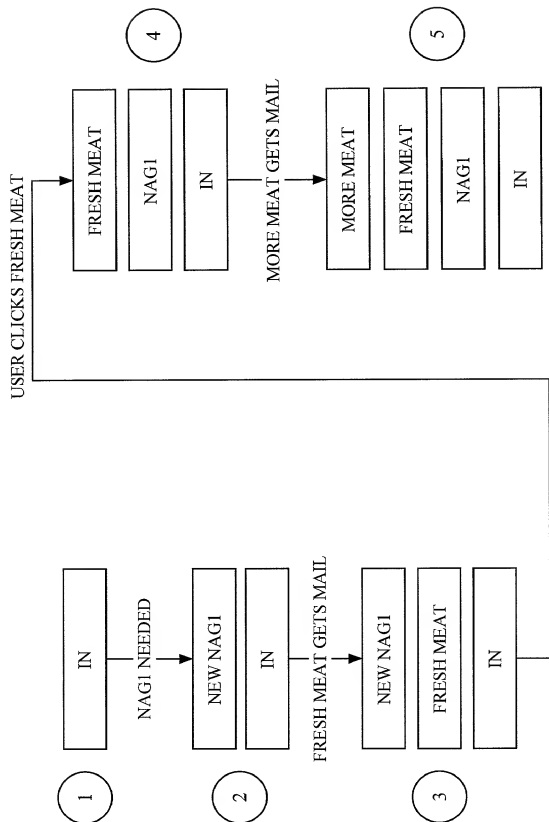 1
IN
NAG1 NEEDED
2
NEW NAG1
IN
FRESH MEAT GETS MAIL
3
NEW NAG1
FRESH MEAT
IN
USER CLICKS FRESH MEAT
4
FRESH MEAT
NAG1
IN
MORE MEAT GETS MAIL
5
MORE MEAT
FRESH MEAT
NAG1
IN